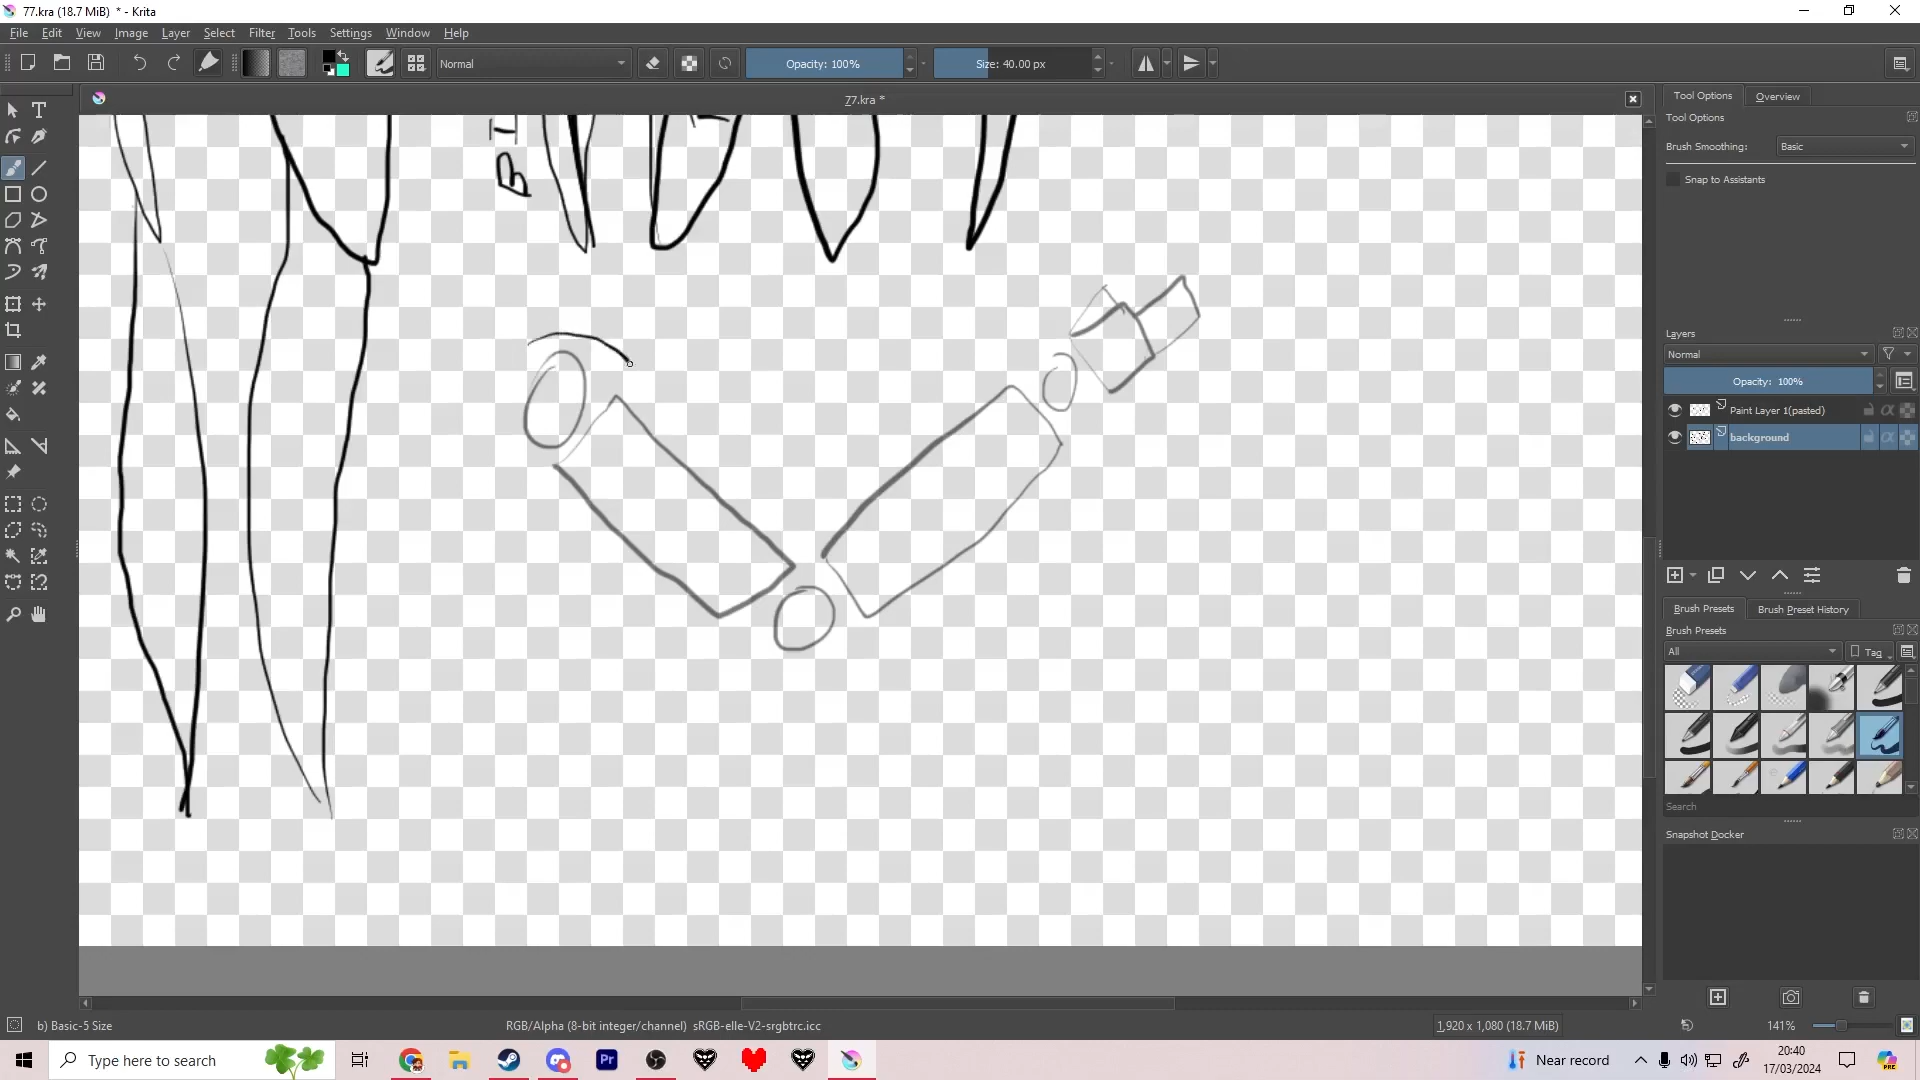 77.kra (18.7 MiB) * - Krita
File Edit View Image Layer Select Filter Tools Settings Window Help
Normal Opacity: 100% Size: 40.00 px
77.kra *
Tool Options Overview
Tool Options
Brush Smoothing: Basic
Snap to Assistants
Layers
Normal
Opacity: 100%
Paint Layer 1(pasted)
background
Brush Presets Brush Preset History
Brush Presets
All Tag
Search
Snapshot Docker
b) Basic-5 Size RGB/Alpha (8-bit integer/channel) sRGB-elle-V2-srgbtrc.icc 1,920 x 1,080 (18.7 MiB) 141%
Type here to search Near record 20:40
17/03/2024